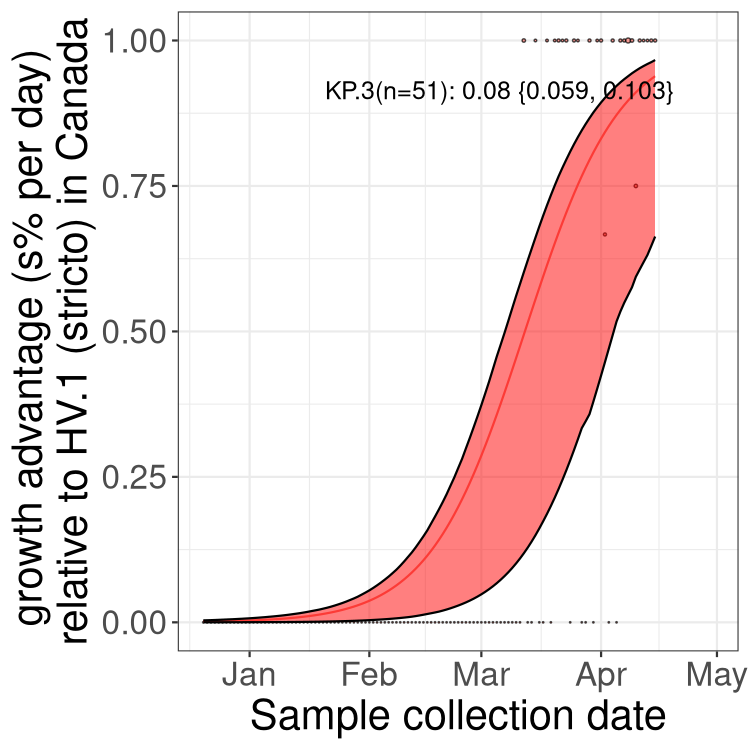 growth advantage (s% per day)
relative to HV.1 (stricto) in Canada
1.00
0.75
0.50
0.25
0.00
KP.3(n=51): 0.08 {0.059, 0.103}
Jan Feb Mar Apr May
Sample collection date